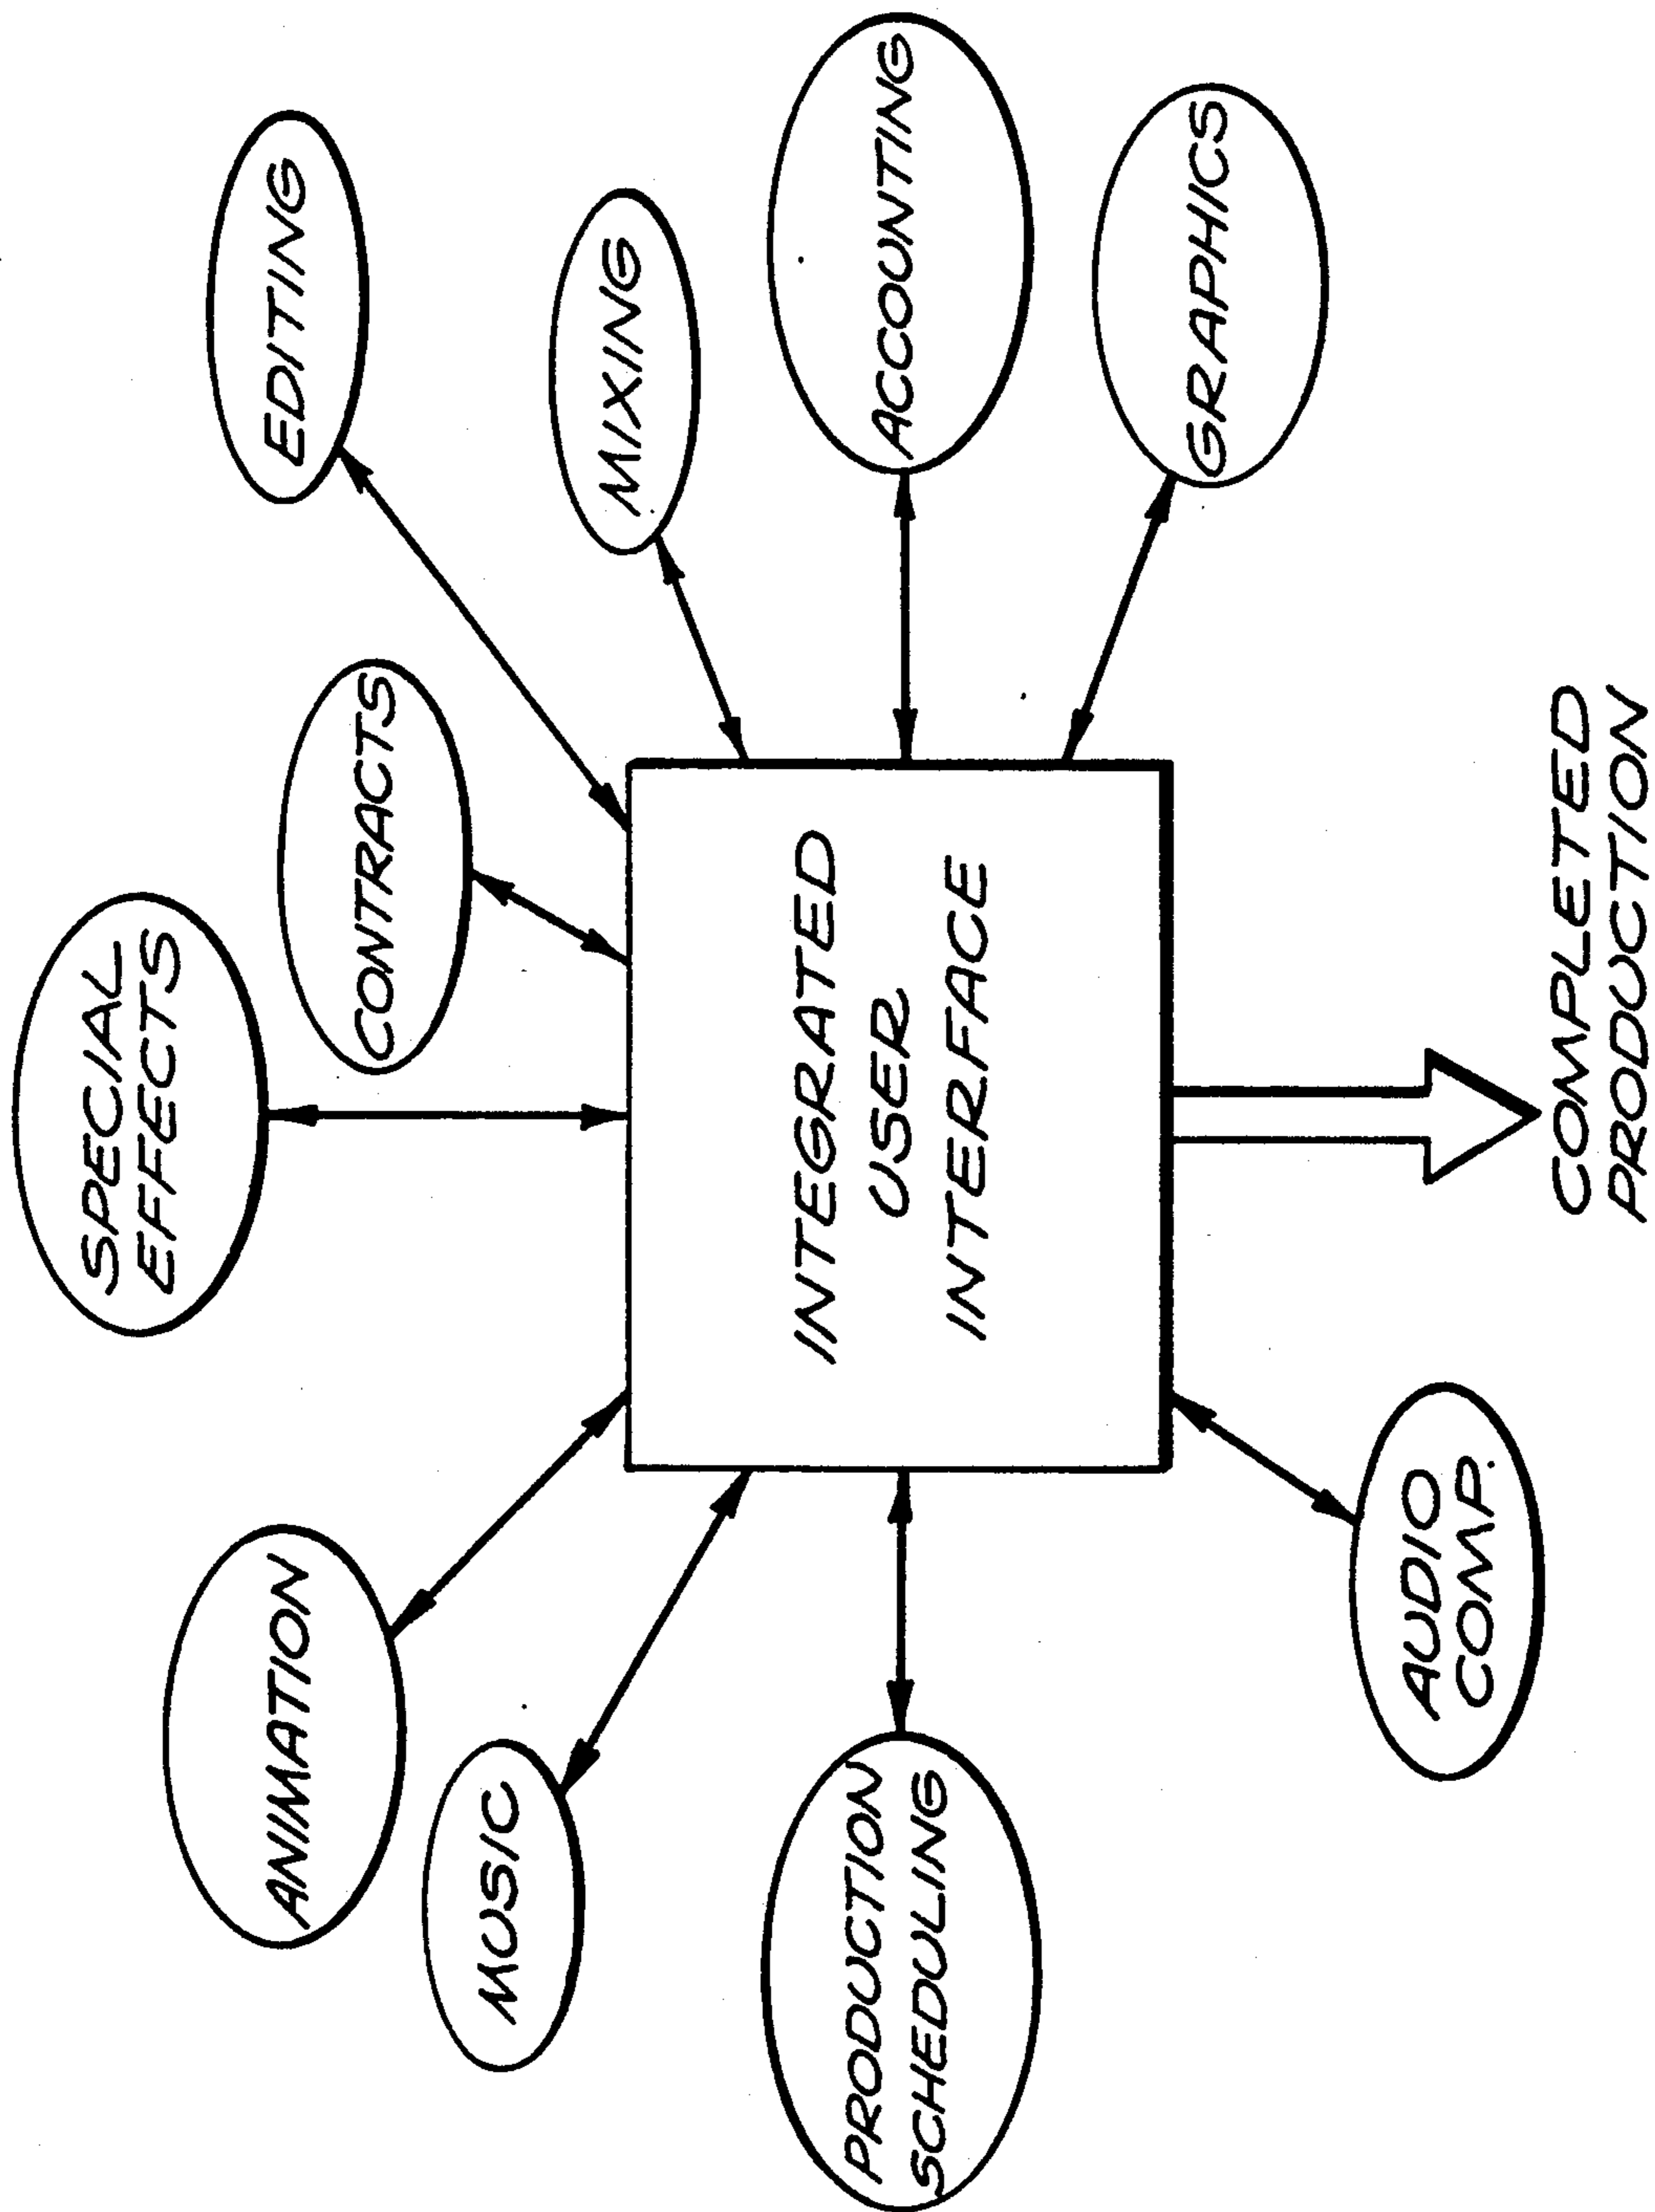 SPECIAL
EFFECTS
ANIMATION
CONTRACTS
EDITING
MUSIC
MIXING
PRODUCTION
SCHEDULING
INTEGRATED
USER
INTERFACE
ACCOUNTING
GRAPHICS
AUDIO
COMP.
COMPLETED
PRODUCTION